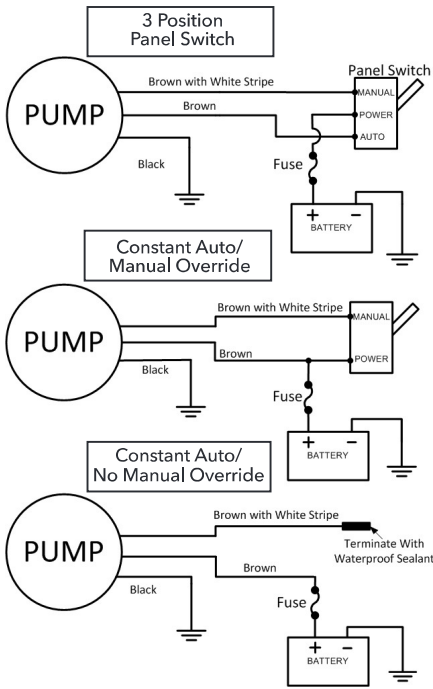 3 Position
Panel Switch
Panel Switch
Brown with White Stripe
MANUAL
PUMP
Brown
POWER
AUTO
Black
Fuse
+ −
BATTERY
Constant Auto/
Manual Override
Brown with White Stripe
MANUAL
PUMP
Brown
POWER
Black
Fuse
+ −
BATTERY
Constant Auto/
No Manual Override
Brown with White Stripe
Terminate With
Waterproof Sealant
PUMP
Brown
Black
Fuse
+ −
BATTERY